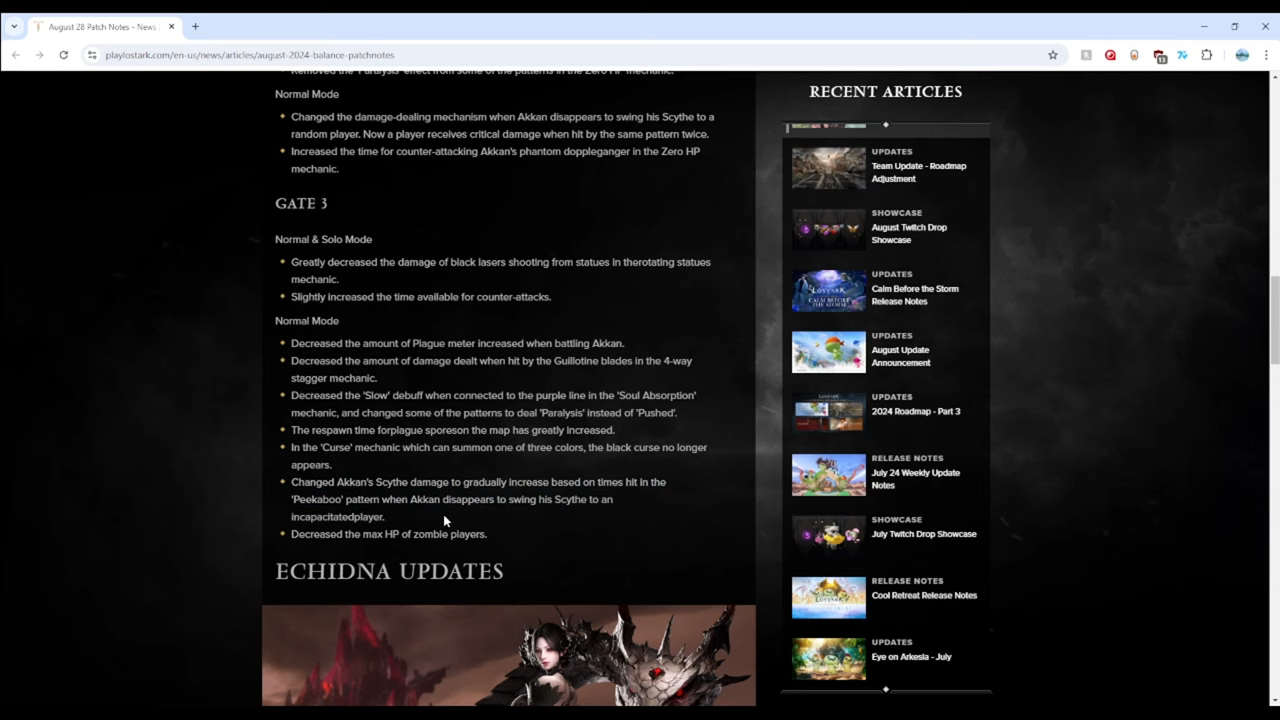 August 28 Patch Notes - News |
playlostark.com/en-us/news/articles/august-2024-balance-patchnotes
Removed the 'Paralysis' effect from some of the patterns in the 'Zero HP' mechanic.
Normal Mode
Changed the damage-dealing mechanism when Akkan disappears to swing his Scythe to a
random player. Now a player receives critical damage when hit by the same pattern twice.
Increased the time for counter-attacking Akkan's phantom doppleganger in the Zero HP
mechanic.
GATE 3
Normal & Solo Mode
Greatly decreased the damage of black lasers shooting from statues in therotating statues
mechanic.
Slightly increased the time available for counter-attacks.
Normal Mode
Decreased the amount of Plague meter increased when battling Akkan.
Decreased the amount of damage dealt when hit by the Guillotine blades in the 4-way
stagger mechanic.
Decreased the 'Slow' debuff when connected to the purple line in the 'Soul Absorption'
mechanic, and changed some of the patterns to deal 'Paralysis' instead of 'Pushed'.
The respawn time forplague sporeson the map has greatly increased.
In the 'Curse' mechanic which can summon one of three colors, the black curse no longer
appears.
Changed Akkan's Scythe damage to gradually increase based on times hit in the
'Peekaboo' pattern when Akkan disappears to swing his Scythe to an
incapacitatedplayer.
Decreased the max HP of zombie players.
ECHIDNA UPDATES
RECENT ARTICLES
UPDATES
Team Update - Roadmap
Adjustment
SHOWCASE
August Twitch Drop
Showcase
UPDATES
Calm Before the Storm
Release Notes
UPDATES
August Update
Announcement
UPDATES
2024 Roadmap - Part 3
RELEASE NOTES
July 24 Weekly Update
Notes
SHOWCASE
July Twitch Drop Showcase
RELEASE NOTES
Cool Retreat Release Notes
UPDATES
Eye on Arkesia - July